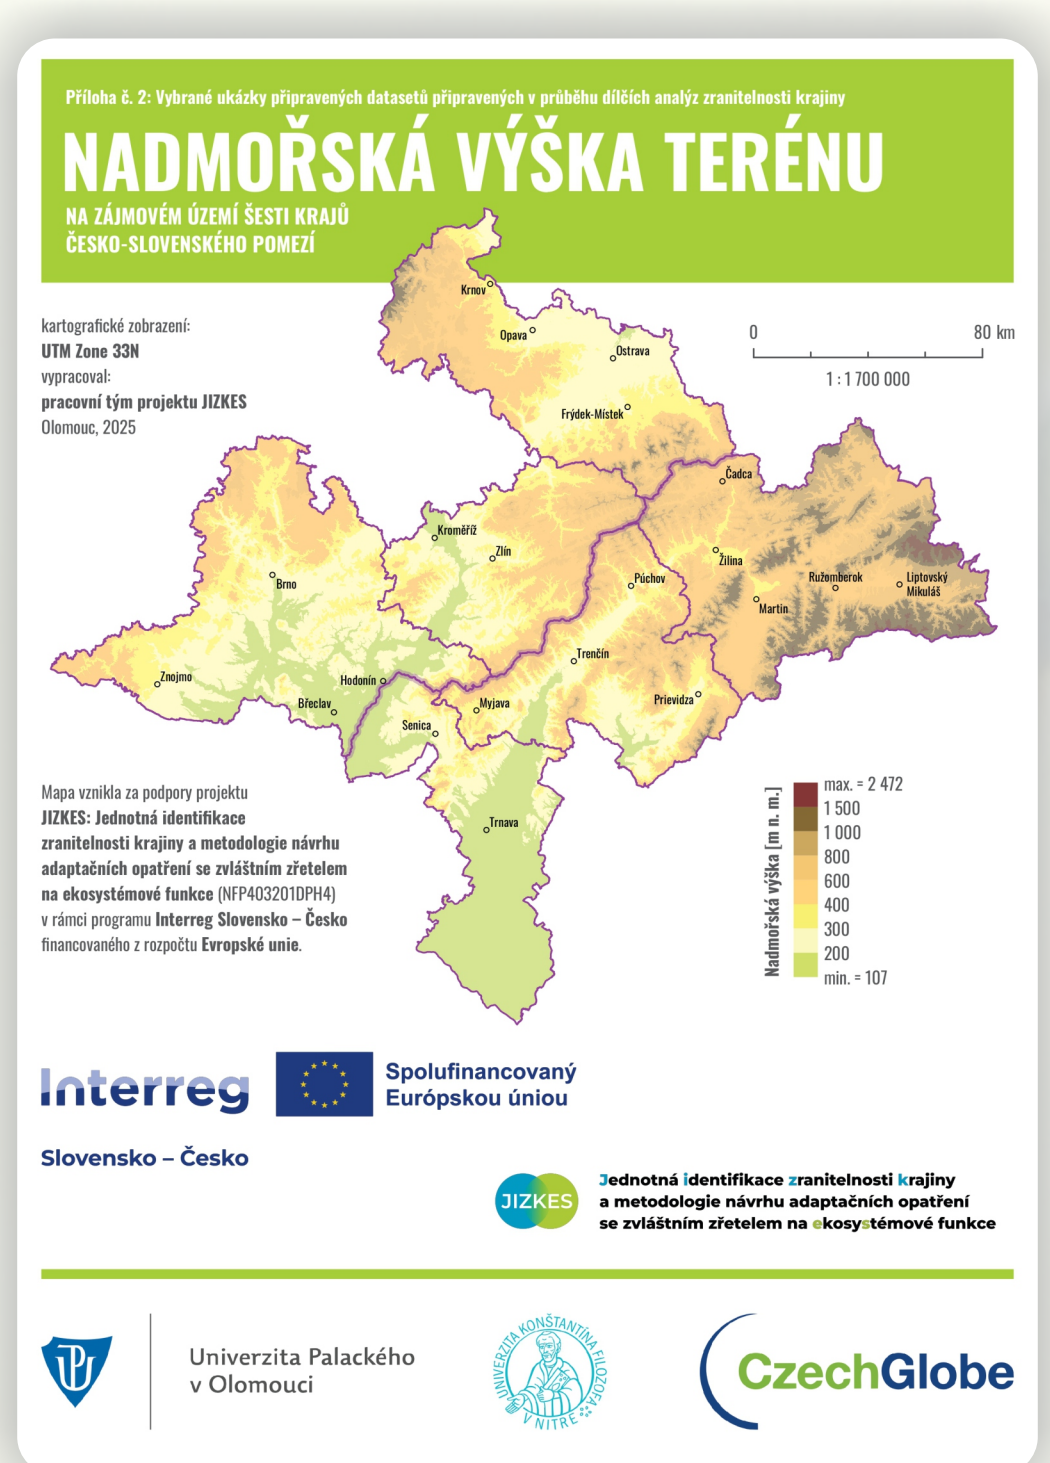 Příloha č. 2: Vybrané ukázky připravených datasetů připravených v průběhu dílčích analýz zranitelnosti krajiny
NADMOŘSKÁ VÝŠKA TERÉNU
NA ZÁJMOVÉM ÚZEMÍ ŠESTI KRAJŮ
ČESKO-SLOVENSKÉHO POMEZÍ
kartografické zobrazení:
UTM Zone 33N
vypracoval:
pracovní tým projektu JIZKES
Olomouc, 2025
0 80 km
1 : 1 700 000
Krnov
Opava
Ostrava
Frýdek-Místek
Čadca
Kroměříž
Zlín
Žilina
Brno
Púchov
Ružomberok
Liptovský
Mikuláš
Martin
Trenčín
Znojmo
Hodonín
Břeclav
Myjava
Prievidza
Senica
Trnava
Mapa vznikla za podpory projektu
JIZKES: Jednotná identifikace
zranitelnosti krajiny a metodologie návrhu
adaptačních opatření se zvláštním zřetelem
na ekosystémové funkce (NFP403201DPH4)
v rámci programu Interreg Slovensko – Česko
financovaného z rozpočtu Evropské unie.
Nadmořská výška [m n. m.]
max. = 2 472
1 500
1 000
800
600
400
300
200
min. = 107
Interreg
Spolufinancovaný
Európskou úniou
Slovensko – Česko
JIZKES
Jednotná identifikace zranitelnosti krajiny
a metodologie návrhu adaptačních opatření
se zvláštním zřetelem na ekosystémové funkce
UP
Univerzita Palackého
v Olomouci
UNIVERZITA KONŠTANTÍNA FILOZOFA
V NITRE
CzechGlobe